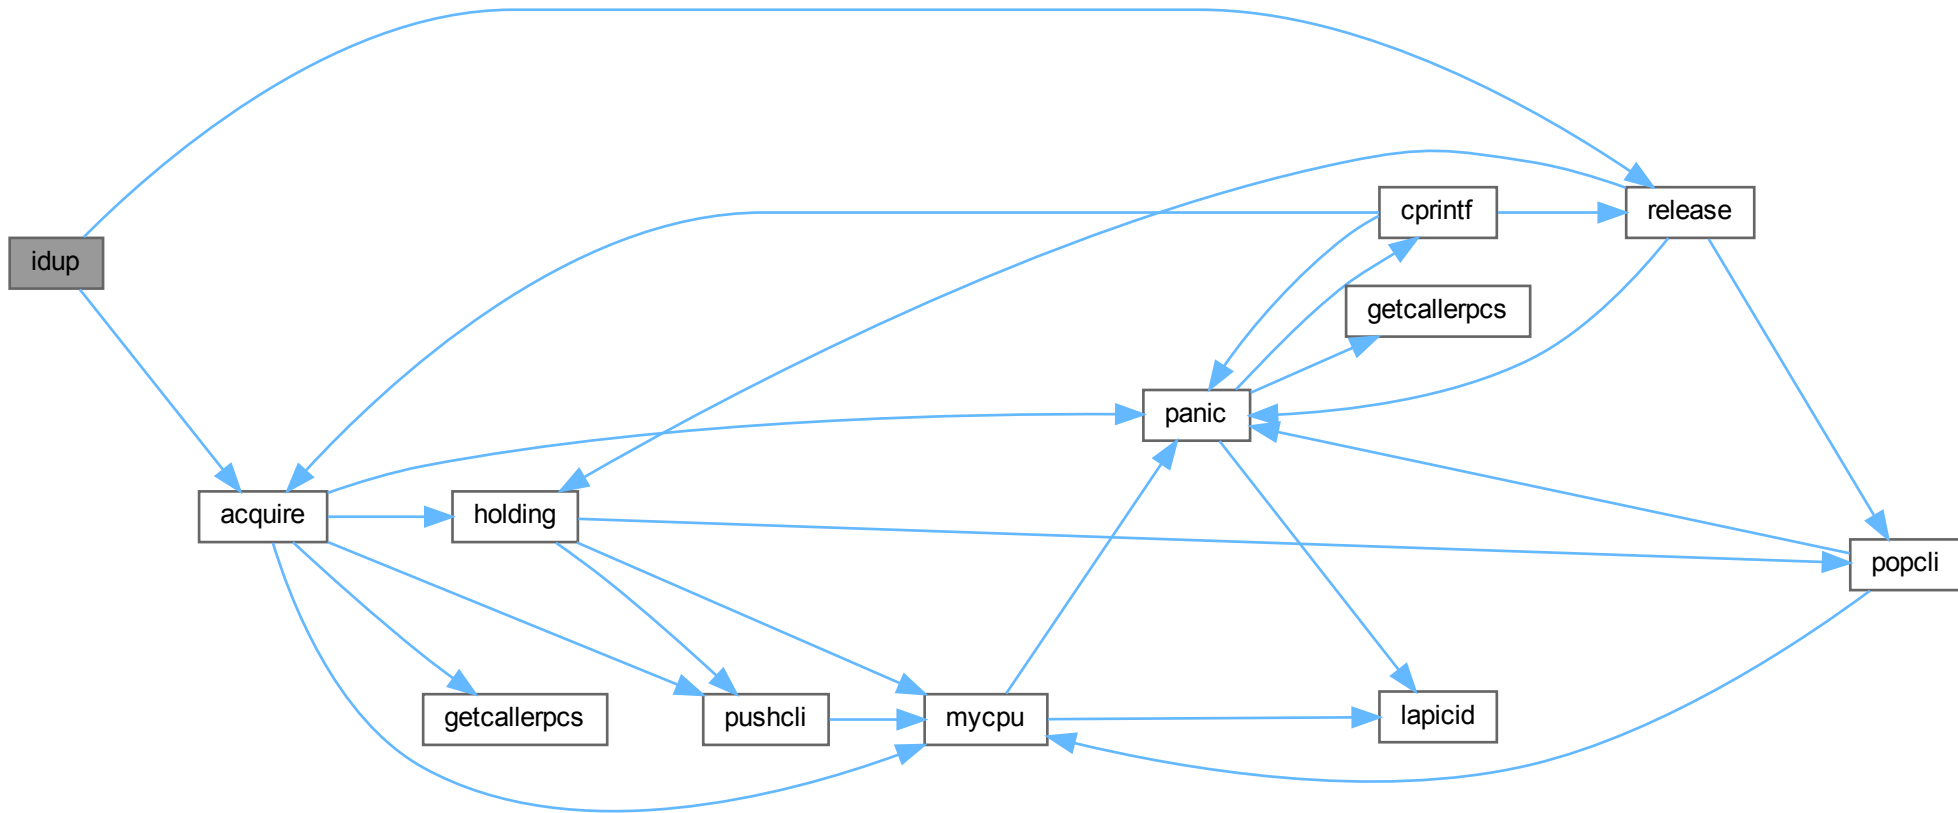 cprintf
release
idup
getcallerpcs
panic
acquire
holding
popcli
getcallerpcs
pushcli
mycpu
lapicid